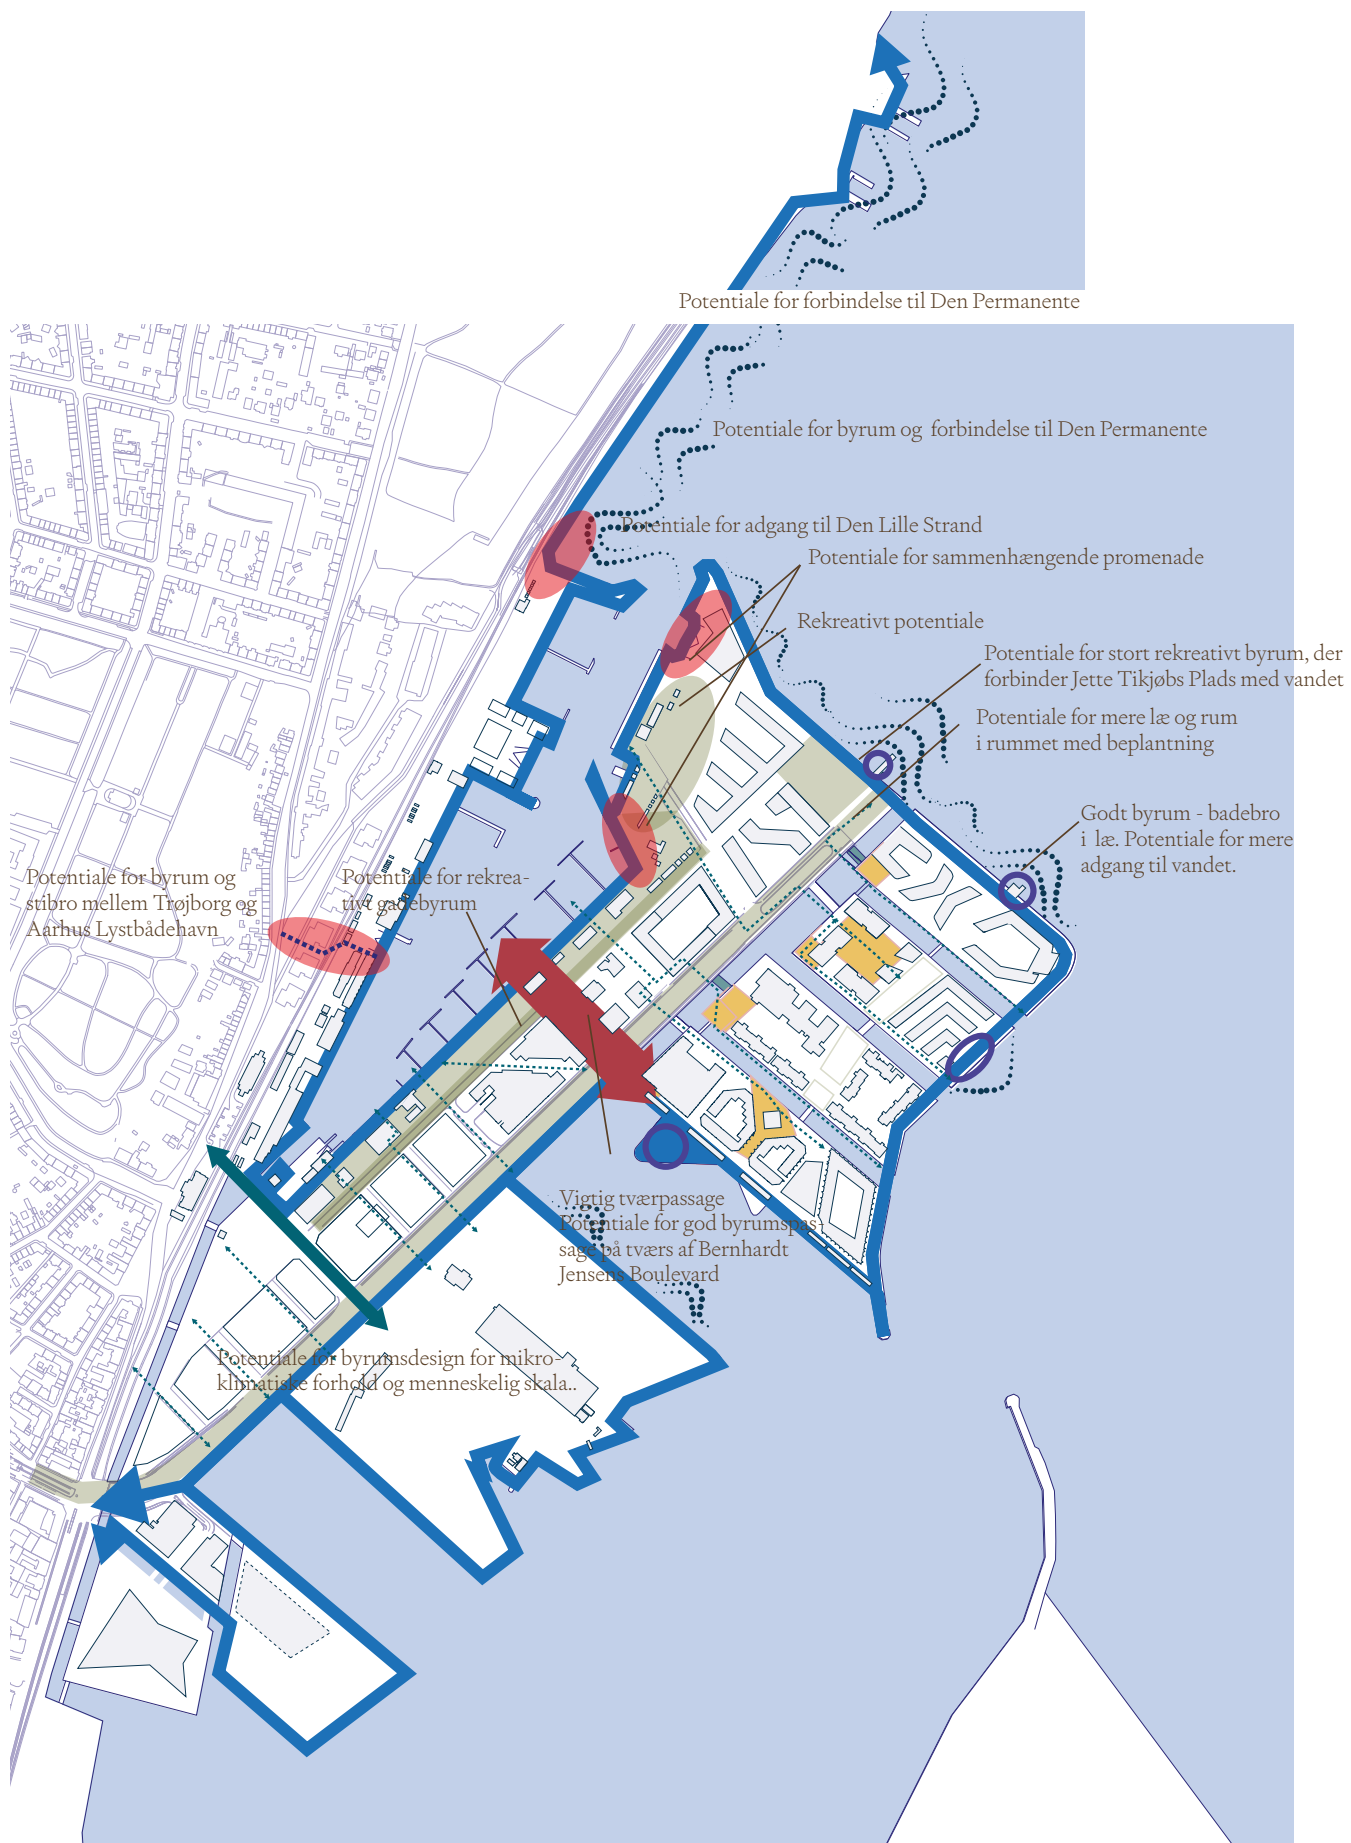 Potentiale for forbindelse til Den Permanente
Potentiale for byrum og forbindelse til Den Permanente
Potentiale for adgang til Den Lille Strand
Potentiale for sammenhængende promenade
Rekreativt potentiale
Potentiale for stort rekreativt byrum, der
forbinder Jette Tikjøbs Plads med vandet
Potentiale for mere læ og rum
i rummet med beplantning
Godt byrum - badebro
i læ. Potentiale for mere
adgang til vandet.
Potentiale for byrum og
stibro mellem Trøjborg og
Aarhus Lystbådehavn
Potentiale for rekrea-
tivt gadebyrum
Vigtig tværpassage
Potentiale for god byrumspas-
sage på tværs af Bernhardt
Jensens Boulevard
Potentiale for byrumsdesign for mikro-
klimatiske forhold og menneskelig skala..